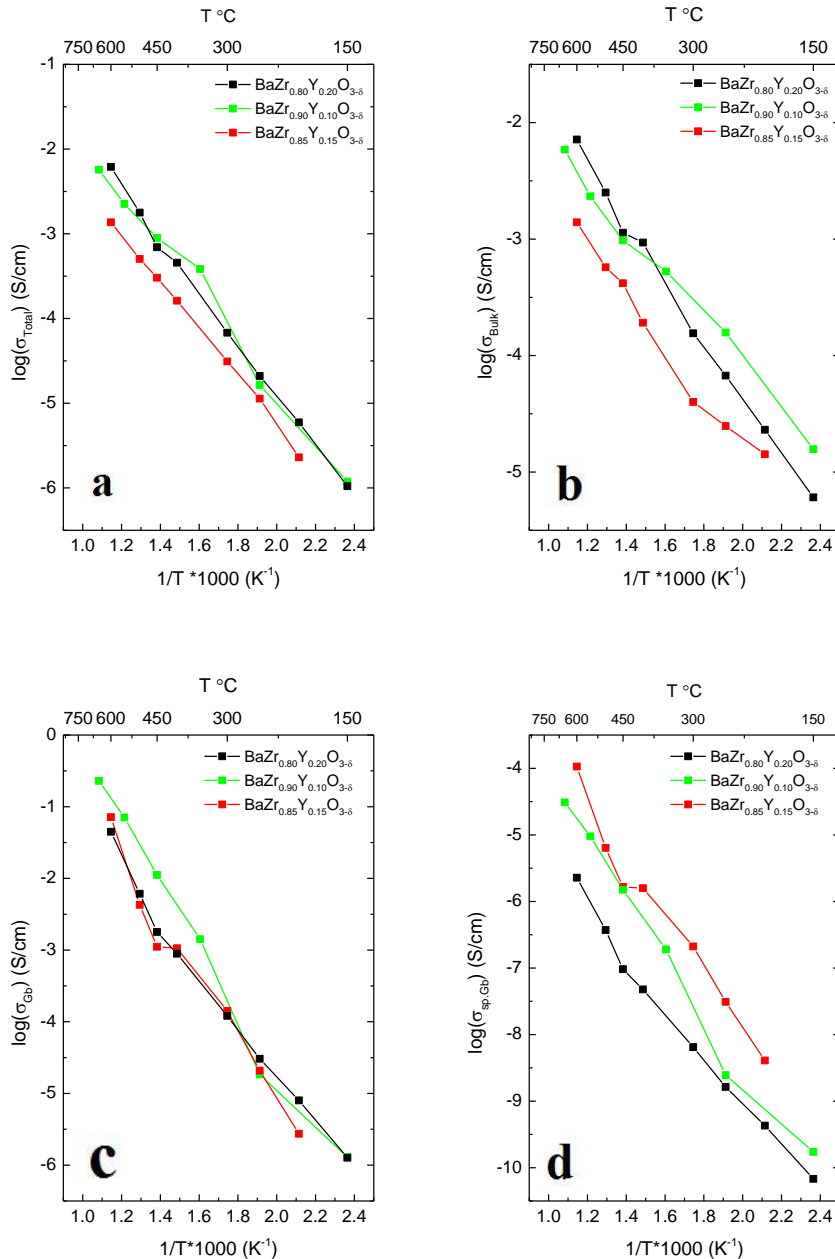 T °C
750 600 450 300 150
-1
-2
-3
-4
-5
-6
log(σ_Total) (S/cm)
BaZr₀.₈₀Y₀.₂₀O₃₋δ
BaZr₀.₉₀Y₀.₁₀O₃₋δ
BaZr₀.₈₅Y₀.₁₅O₃₋δ
a
1.0 1.2 1.4 1.6 1.8 2.0 2.2 2.4
1/T *1000 (K⁻¹)
T °C
750 600 450 300 150
-2
-3
-4
-5
log(σ_Bulk) (S/cm)
BaZr₀.₈₀Y₀.₂₀O₃₋δ
BaZr₀.₉₀Y₀.₁₀O₃₋δ
BaZr₀.₈₅Y₀.₁₅O₃₋δ
b
1.0 1.2 1.4 1.6 1.8 2.0 2.2 2.4
1/T *1000 (K⁻¹)
T °C
750 600 450 300 150
0
-1
-2
-3
-4
-5
-6
log(σ_Gb) (S/cm)
BaZr₀.₈₀Y₀.₂₀O₃₋δ
BaZr₀.₉₀Y₀.₁₀O₃₋δ
BaZr₀.₈₅Y₀.₁₅O₃₋δ
c
1.0 1.2 1.4 1.6 1.8 2.0 2.2 2.4
1/T*1000 (K⁻¹)
T °C
750 600 450 300 150
-4
-5
-6
-7
-8
-9
-10
log(σ_sp.Gb) (S/cm)
BaZr₀.₈₀Y₀.₂₀O₃₋δ
BaZr₀.₉₀Y₀.₁₀O₃₋δ
BaZr₀.₈₅Y₀.₁₅O₃₋δ
d
1.0 1.2 1.4 1.6 1.8 2.0 2.2 2.4
1/T*1000 (K⁻¹)